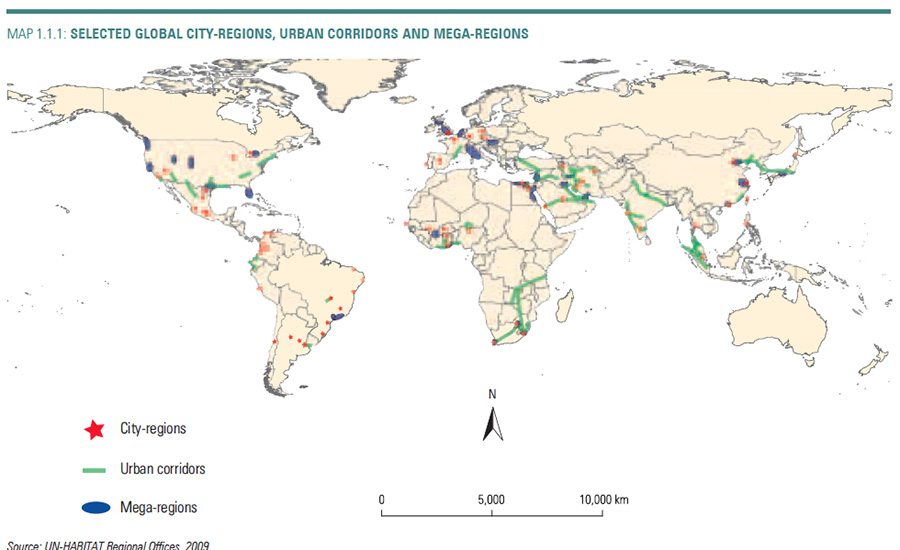 MAP 1.1.1: SELECTED GLOBAL CITY-REGIONS, URBAN CORRIDORS AND MEGA-REGIONS
N
City-regions
Urban corridors
Mega-regions
0 5,000 10,000 km
Source: UN-HABITAT Regional Offices, 2009